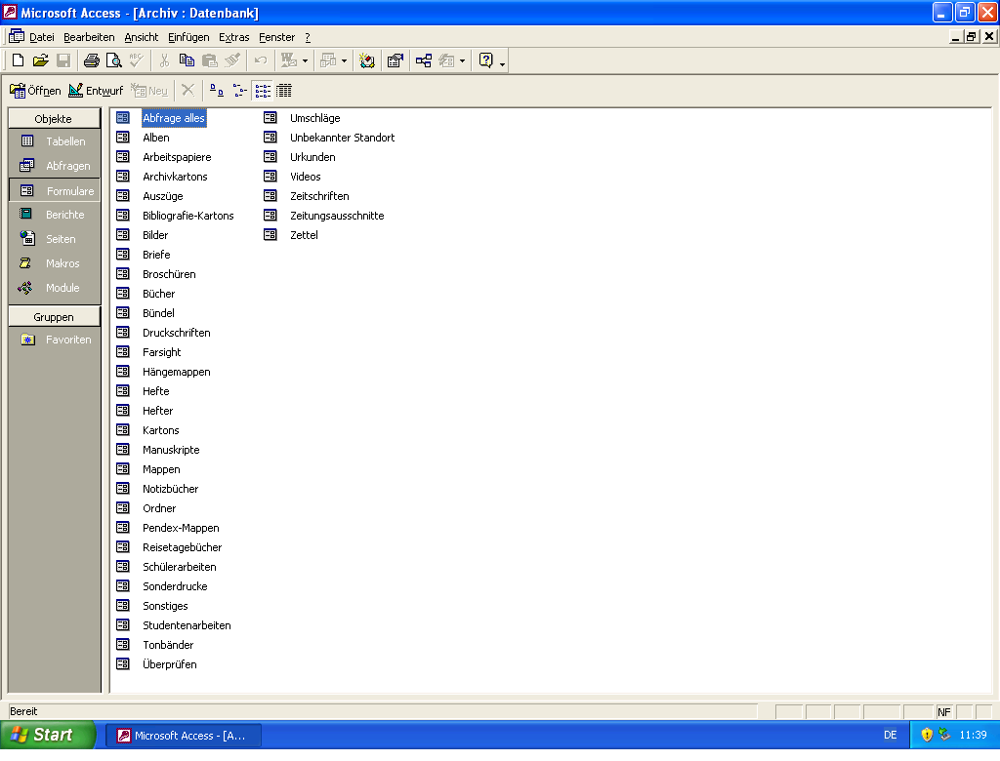 Microsoft Access - [Archiv : Datenbank]
Datei Bearbeiten Ansicht Einfügen Extras Fenster ?
Öffnen Entwurf Neu
Objekte
Tabellen
Abfragen
Formulare
Berichte
Seiten
Makros
Module
Gruppen
Favoriten
Abfrage alles
Alben
Arbeitspapiere
Archivkartons
Auszüge
Bibliografie-Kartons
Bilder
Briefe
Broschüren
Bücher
Bündel
Druckschriften
Farsight
Hängemappen
Hefte
Hefter
Kartons
Manuskripte
Mappen
Notizbücher
Ordner
Pendex-Mappen
Reisetagebücher
Schülerarbeiten
Sonderdrucke
Sonstiges
Studentenarbeiten
Tonbänder
Überprüfen
Umschläge
Unbekannter Standort
Urkunden
Videos
Zeitschriften
Zeitungsausschnitte
Zettel
Bereit
NF
Start
Microsoft Access - [A...
DE
11:39